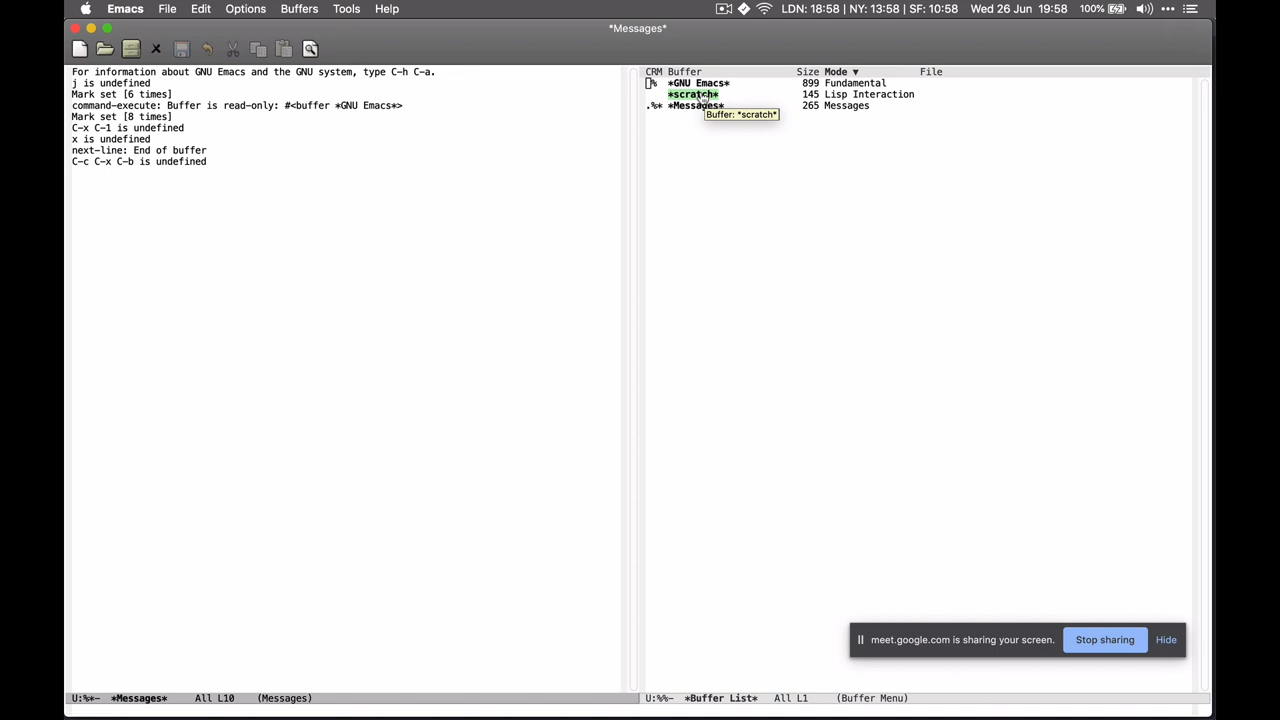 Emacs File Edit Options Buffers Tools Help LDN: 18:58 | NY: 13:58 | SF: 10:58 Wed 26 Jun 19:58 100%
*Messages*
For information about GNU Emacs and the GNU system, type C-h C-a.
j is undefined
Mark set [6 times]
command-execute: Buffer is read-only: #<buffer *GNU Emacs*>
Mark set [8 times]
C-x C-1 is undefined
x is undefined
next-line: End of buffer
C-c C-x C-b is undefined
CRM Buffer Size Mode ▼ File
% *GNU Emacs* 899 Fundamental
*scratch* 145 Lisp Interaction
.%* *Messages* 265 Messages
Buffer: *scratch*
meet.google.com is sharing your screen. Stop sharing Hide
U:%*- *Messages* All L10 (Messages)
U:%%- *Buffer List* All L1 (Buffer Menu)